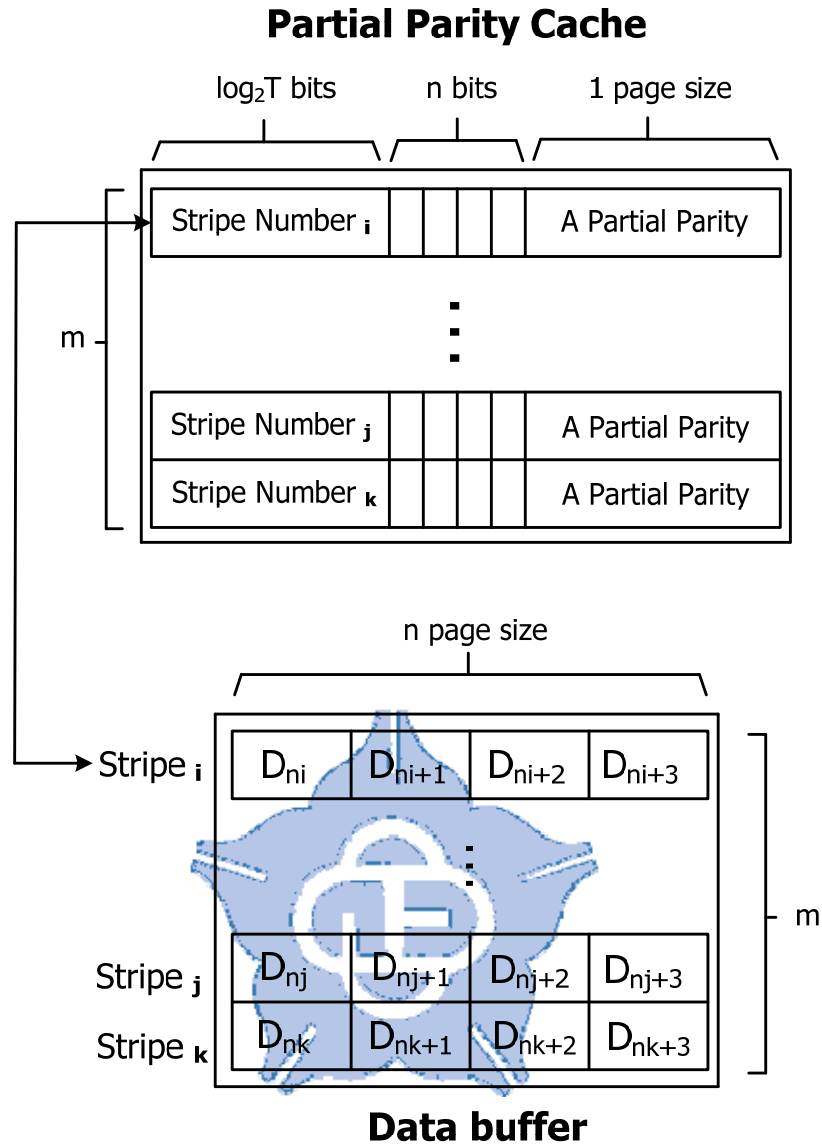 Partial Parity Cache
log₂T bits n bits 1 page size
Stripe Number i A Partial Parity
m
Stripe Number j A Partial Parity
Stripe Number k A Partial Parity
n page size
Stripe i Dni Dni+1 Dni+2 Dni+3
m
Stripe j Dnj Dnj+1 Dnj+2 Dnj+3
Stripe k Dnk Dnk+1 Dnk+2 Dnk+3
Data buffer